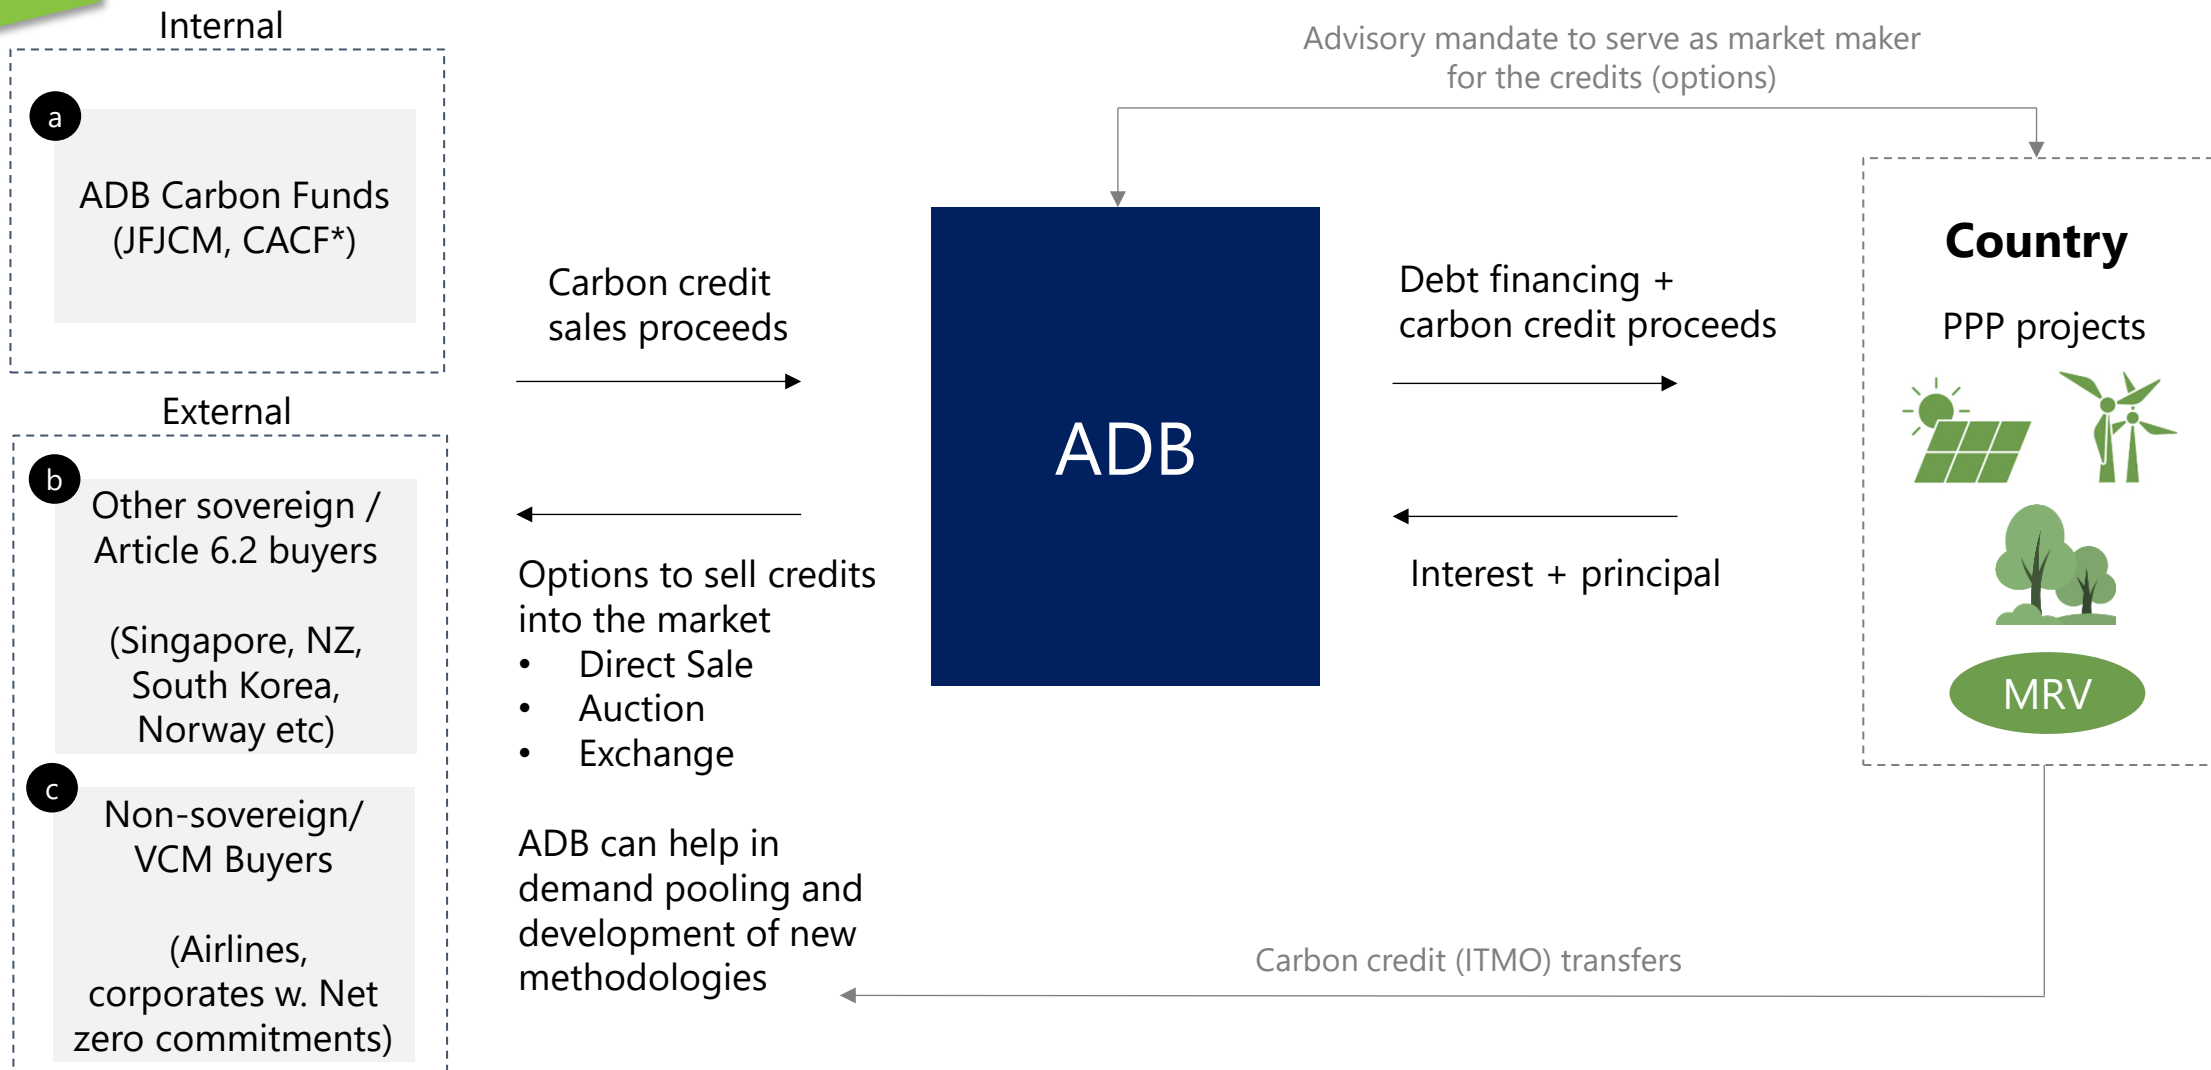 Internal
a
ADB Carbon Funds
(JFJCM, CACF*)
External
b
Other sovereign /
Article 6.2 buyers
(Singapore, NZ,
South Korea,
Norway etc)
c
Non-sovereign/
VCM Buyers
(Airlines,
corporates w. Net
zero commitments)
Carbon credit
sales proceeds
Options to sell credits
into the market
• Direct Sale
• Auction
• Exchange
ADB can help in
demand pooling and
development of new
methodologies
ADB
Advisory mandate to serve as market maker
for the credits (options)
Debt financing +
carbon credit proceeds
Interest + principal
Carbon credit (ITMO) transfers
Country
PPP projects
MRV